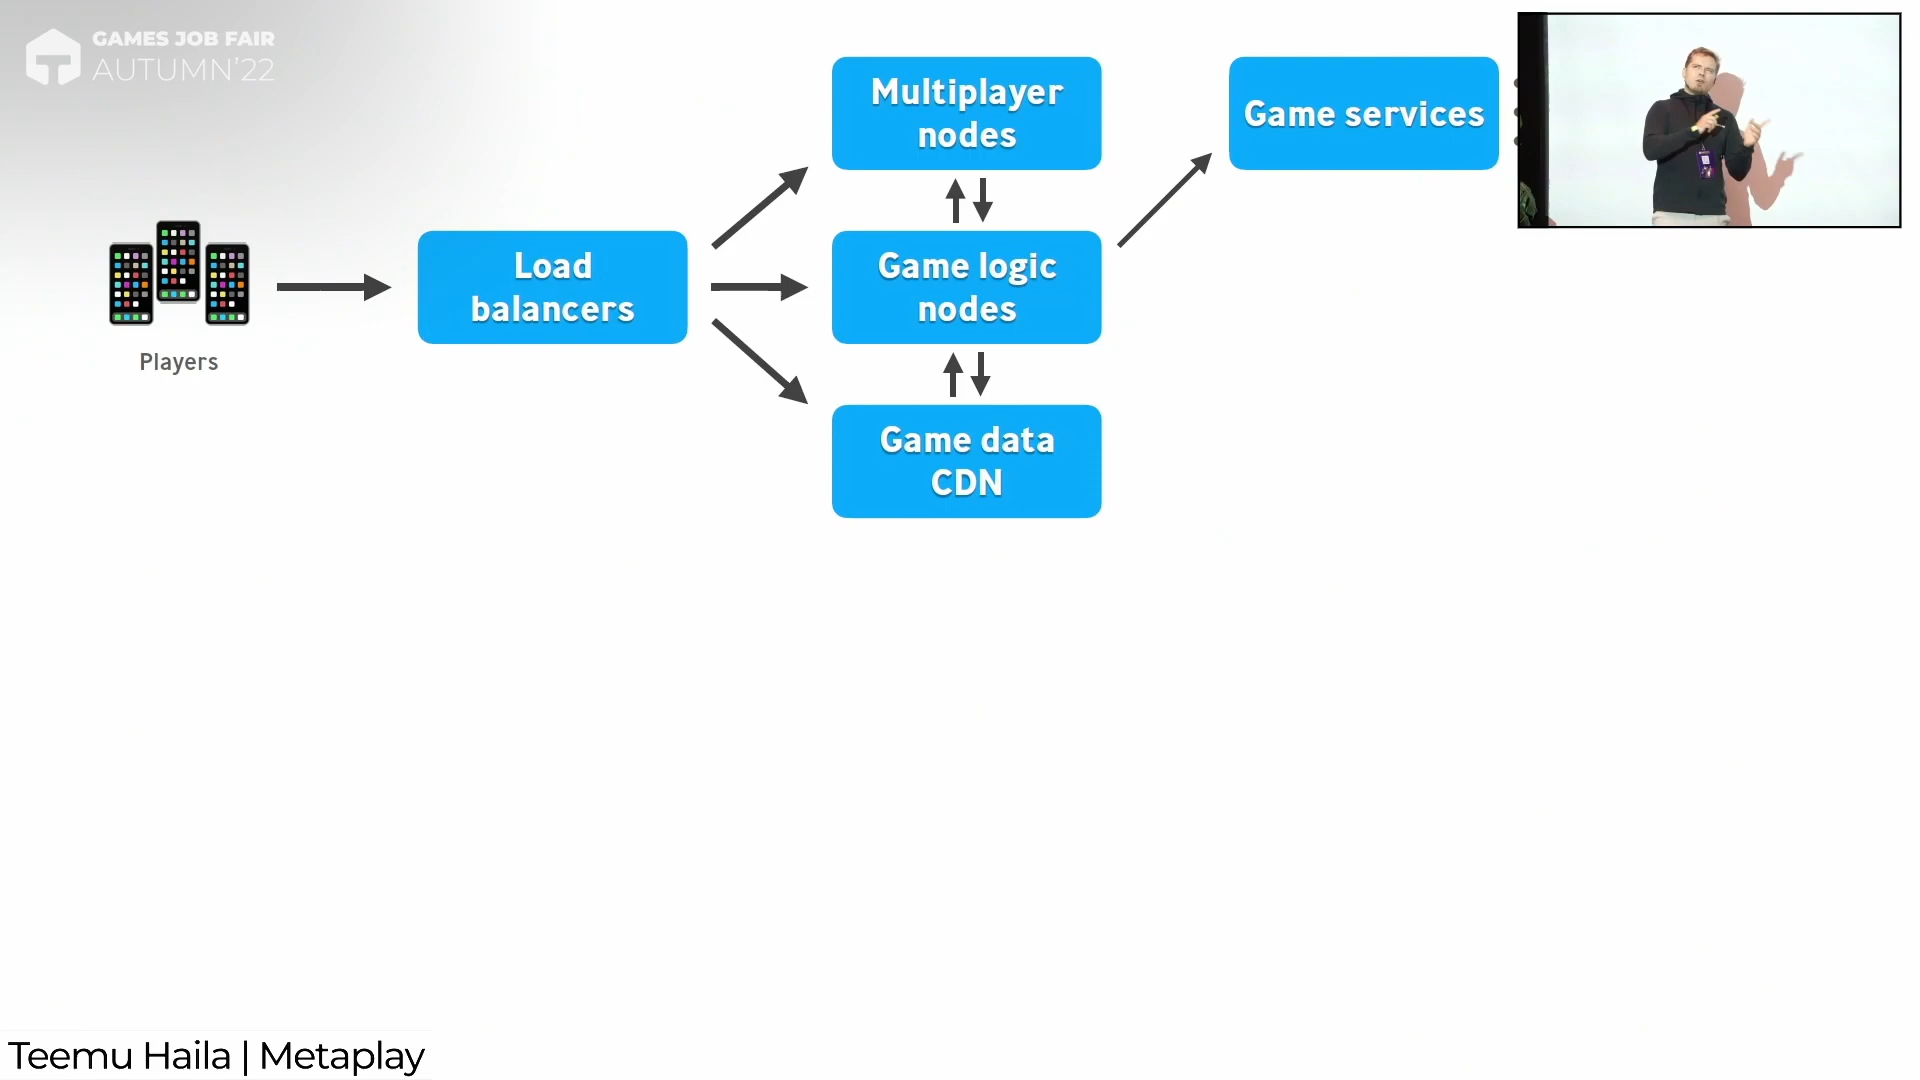 GAMES JOB FAIR
AUTUMN'22
Multiplayer
nodes
Game services
Load
balancers
Game logic
nodes
Players
Game data
CDN
Teemu Haila | Metaplay